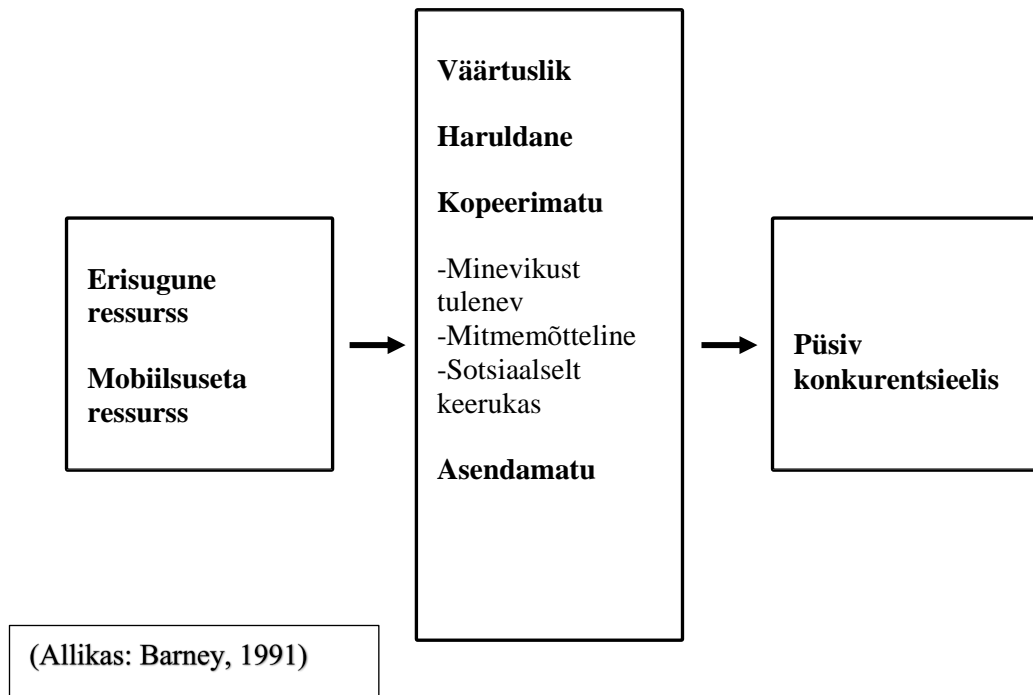 Erisugune
ressurss
Mobiilsuseta
ressurss
Väärtuslik
Haruldane
Kopeerimatu
-Minevikust
tulenev
-Mitmemõtteline
-Sotsiaalselt
keerukas
Asendamatu
Püsiv
konkurentsieelis
(Allikas: Barney, 1991)